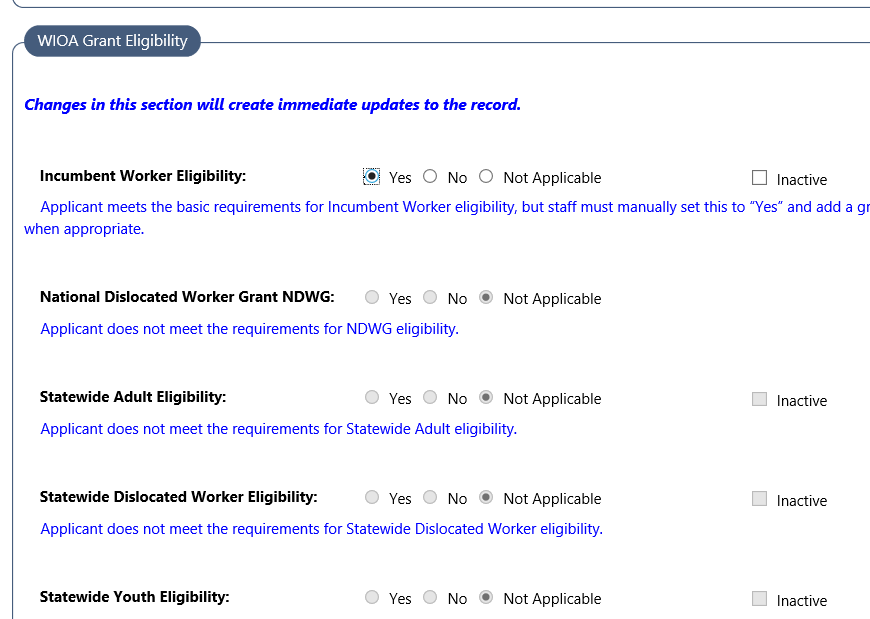 WIOA Grant Eligibility
Changes in this section will create immediate updates to the record.
Incumbent Worker Eligibility: Yes No Not Applicable Inactive
Applicant meets the basic requirements for Incumbent Worker eligibility, but staff must manually set this to “Yes” and add a
when appropriate.
National Dislocated Worker Grant NDWG: Yes No Not Applicable
Applicant does not meet the requirements for NDWG eligibility.
Statewide Adult Eligibility: Yes No Not Applicable Inactive
Applicant does not meet the requirements for Statewide Adult eligibility.
Statewide Dislocated Worker Eligibility: Yes No Not Applicable Inactive
Applicant does not meet the requirements for Statewide Dislocated Worker eligibility.
Statewide Youth Eligibility: Yes No Not Applicable Inactive